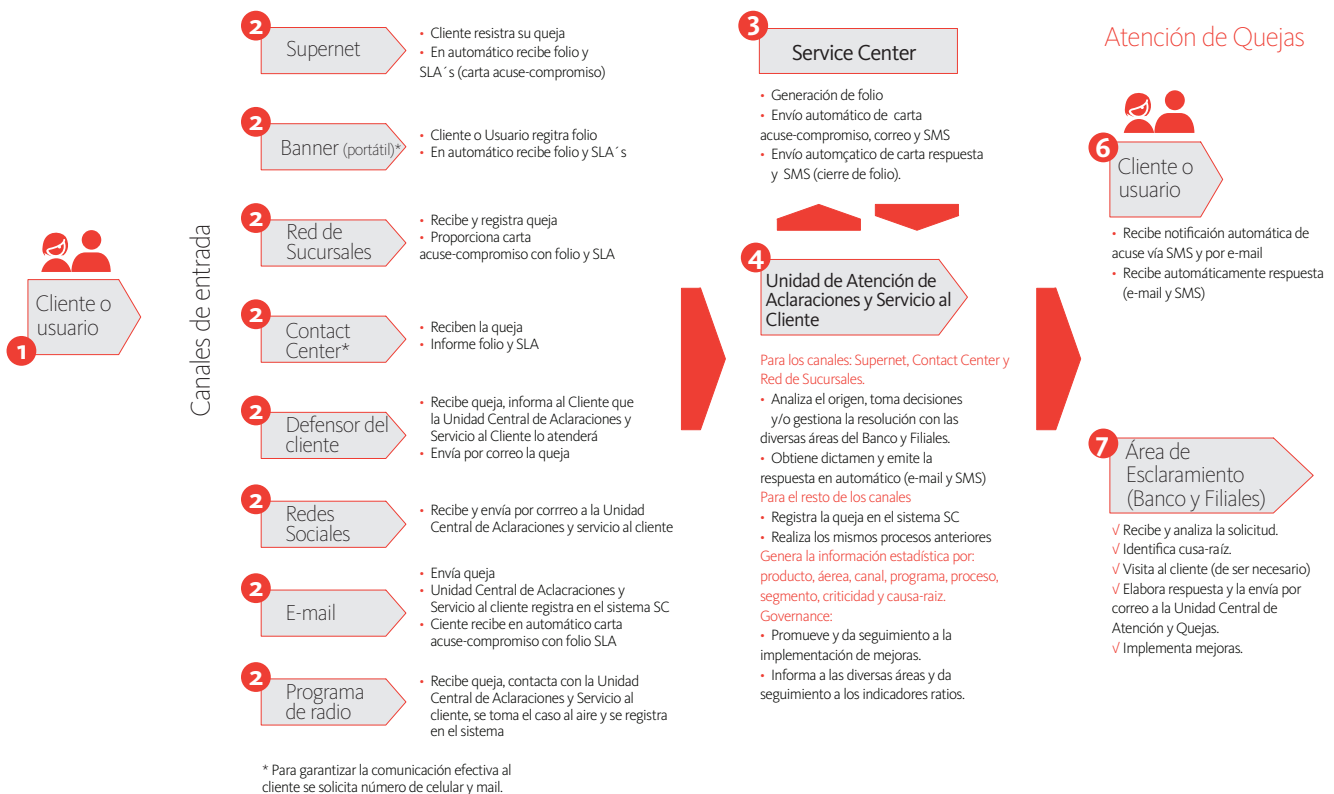 Atención de Quejas
1
Cliente o
usuario
Canales de entrada
2
Supernet
• Cliente resistra su queja
• En automático recibe folio y
SLA´s (carta acuse-compromiso)
2
Banner (portátil)*
• Cliente o Usuario regitra folio
• En automático recibe folio y SLA´s
2
Red de
Sucursales
• Recibe y registra queja
• Proporciona carta
acuse-compromiso con folio y SLA
2
Contact
Center*
• Reciben la queja
• Informe folio y SLA
2
Defensor del
cliente
• Recibe queja, informa al Cliente que
la Unidad Central de Aclaraciones y
Servicio al Cliente lo atenderá
• Envía por correo la queja
2
Redes
Sociales
• Recibe y envía por corrreo a la Unidad
Central de Aclaraciones y servicio al cliente
2
E-mail
• Envía queja
• Unidad Central de Aclacraciones y
Servicio al cliente registra en el sistema SC
• Ciente recibe en automático carta
acuse-compromiso con folio SLA
2
Programa
de radio
• Recibe queja, contacta con la Unidad
Central de Aclaraciones y Servicio al
cliente, se toma el caso al aire y se registra
en el sistema
* Para garantizar la comunicación efectiva al
cliente se solicita número de celular y mail.
3
Service Center
• Generación de folio
• Envío automático de carta
acuse-compromiso, correo y SMS
• Envío automçatico de carta respuesta
y SMS (cierre de folio).
4
Unidad de Atención de
Aclaraciones y Servicio al
Cliente
Para los canales: Supernet, Contact Center y
Red de Sucursales.
• Analiza el origen, toma decisiones
y/o gestiona la resolución con las
diversas áreas del Banco y Filiales.
• Obtiene dictamen y emite la
respuesta en automático (e-mail y SMS)
Para el resto de los canales
• Registra la queja en el sistema SC
• Realiza los mismos procesos anteriores
Genera la información estadística por:
producto, áerea, canal, programa, proceso,
segmento, criticidad y causa-raiz.
Governance:
• Promueve y da seguimiento a la
implementación de mejoras.
• Informa a las diversas áreas y da
seguimiento a los indicadores ratios.
6
Cliente o
usuario
• Recibe notificaión automática de
acuse vía SMS y por e-mail
• Recibe automáticamente respuesta
(e-mail y SMS)
7
Área de
Esclaramiento
(Banco y Filiales)
√ Recibe y analiza la solicitud.
√ Identifica cusa-raíz.
√ Visita al cliente (de ser necesario)
√ Elabora respuesta y la envía por
correo a la Unidad Central de
Atención y Quejas.
√ Implementa mejoras.